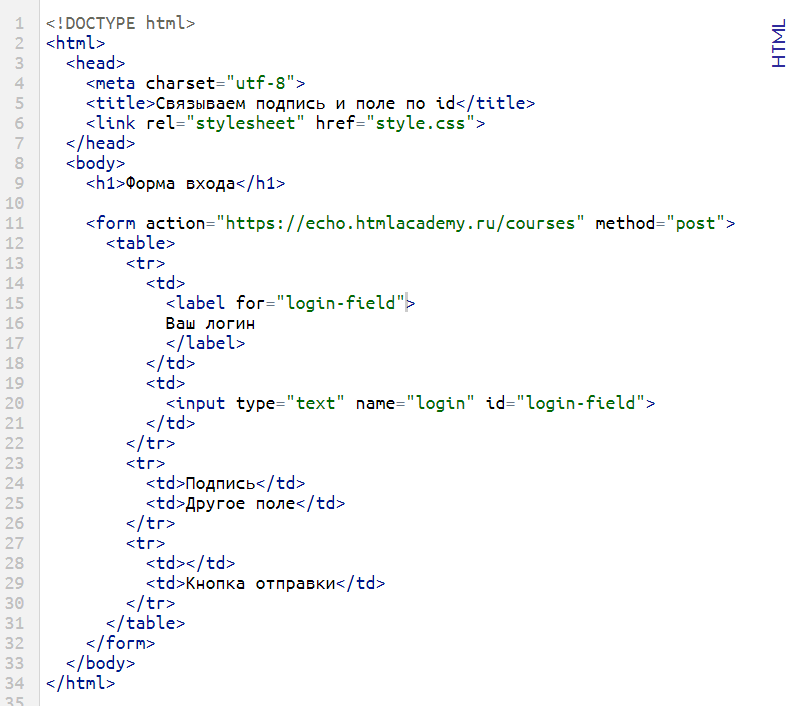 HTML
1 <!DOCTYPE html>
2 <html>
3   <head>
4     <meta charset="utf-8">
5     <title>Связываем подпись и поле по id</title>
6     <link rel="stylesheet" href="style.css">
7   </head>
8   <body>
9     <h1>Форма входа</h1>
10
11     <form action="https://echo.htmlacademy.ru/courses" method="post">
12       <table>
13         <tr>
14           <td>
15             <label for="login-field">
16             Ваш логин
17             </label>
18           </td>
19           <td>
20             <input type="text" name="login" id="login-field">
21           </td>
22         </tr>
23         <tr>
24           <td>Подпись</td>
25           <td>Другое поле</td>
26         </tr>
27         <tr>
28           <td></td>
29           <td>Кнопка отправки</td>
30         </tr>
31       </table>
32     </form>
33   </body>
34 </html>
35